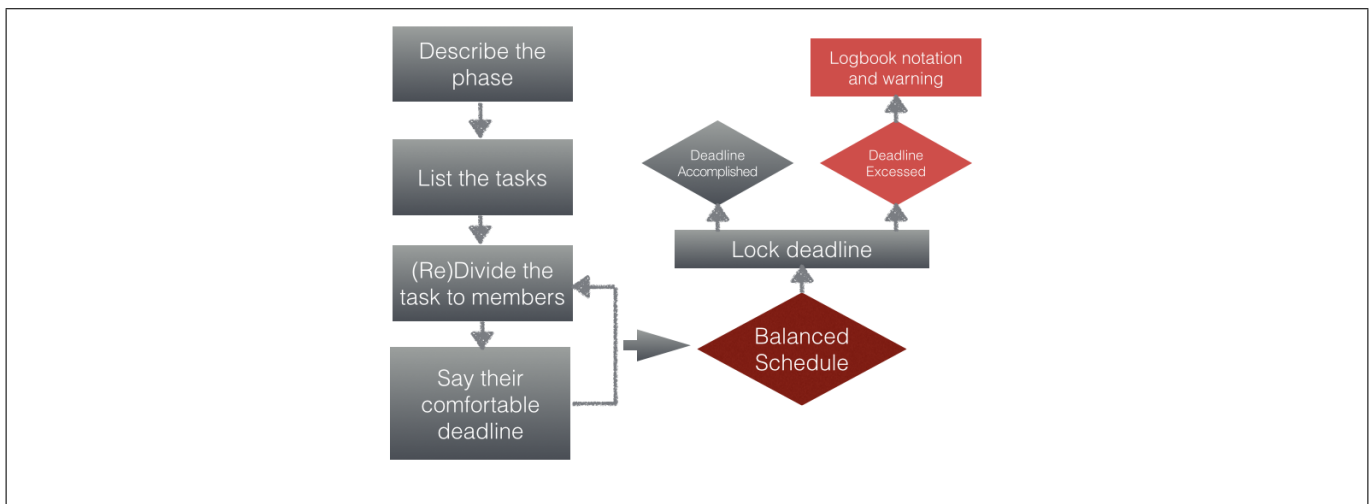 Describe the
phase
List the tasks
(Re)Divide the
task to members
Say their
comfortable
deadline
Balanced
Schedule
Lock deadline
Deadline
Accomplished
Deadline
Excessed
Logbook notation
and warning